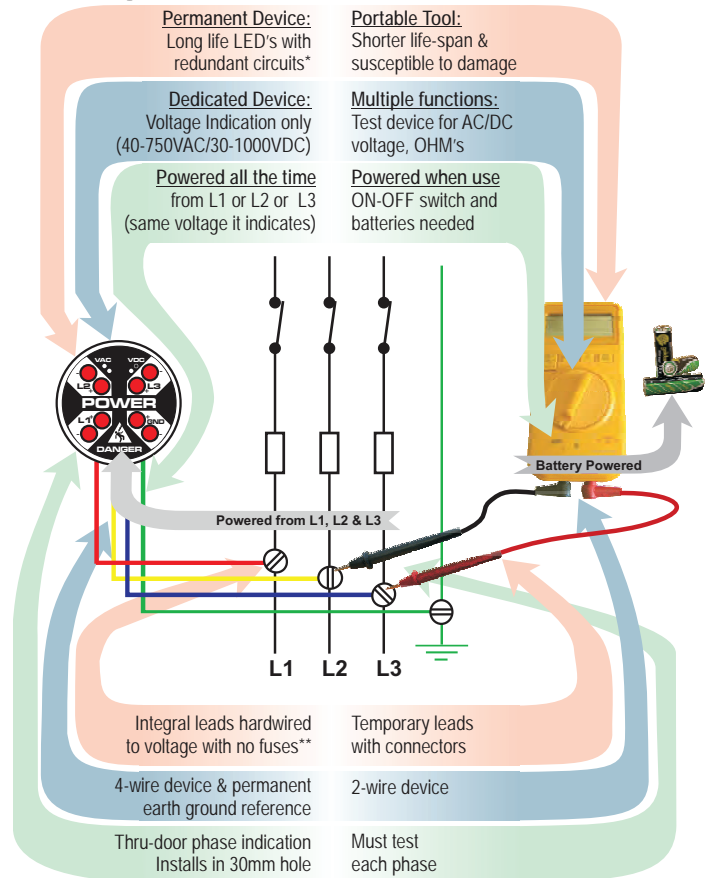 Permanent Device:
Long life LED's with
redundant circuits*
Portable Tool:
Shorter life-span &
susceptible to damage
Dedicated Device:
Voltage Indication only
(40-750VAC/30-1000VDC)
Multiple functions:
Test device for AC/DC
voltage, OHM's
Powered all the time
from L1 or L2 or L3
(same voltage it indicates)
Powered when use
ON-OFF switch and
batteries needed
VAC
VDC
L2
L3
POWER
L1
GND
DANGER
Battery Powered
Powered from L1, L2 & L3
L1
L2
L3
Integral leads hardwired
to voltage with no fuses**
Temporary leads
with connectors
4-wire device & permanent
earth ground reference
2-wire device
Thru-door phase indication
Installs in 30mm hole
Must test
each phase